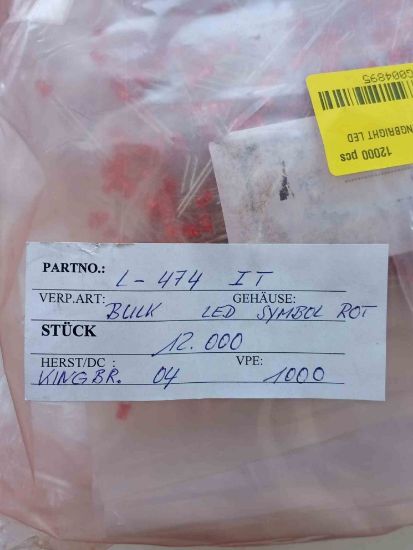 G004895
12000 pcs
NGBRIGHT LED
PARTNO.: L-474 IT
VERP.ART: GEHÄUSE:
BULK LED SYMBOL ROT
STÜCK 12.000
HERST/DC : VPE:
KINGBR. 04 1000